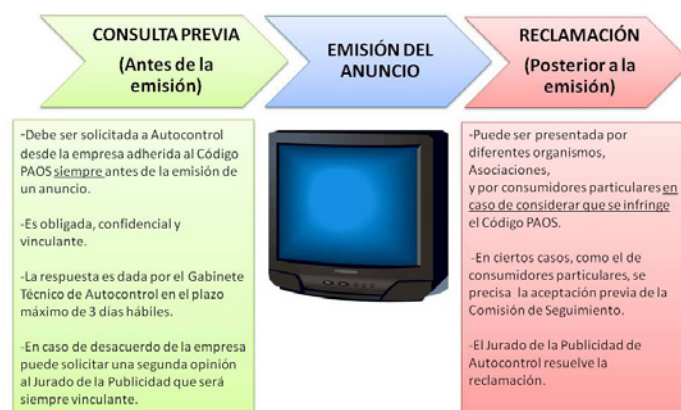 CONSULTA PREVIA
(Antes de la
emisión)
EMISIÓN DEL
ANUNCIO
RECLAMACIÓN
(Posterior a la
emisión)
-Debe ser solicitada a Autocontrol
desde la empresa adherida al Código
PAOS siempre antes de la emisión de
un anuncio.
-Es obligada, confidencial y
vinculante.
-La respuesta es dada por el Gabinete
Técnico de Autocontrol en el plazo
máximo de 3 días hábiles.
-En caso de desacuerdo de la empresa
puede solicitar una segunda opinión
al Jurado de la Publicidad que será
siempre vinculante.
-Puede ser presentada por
diferentes organismos,
Asociaciones,
y por consumidores particulares en
caso de considerar que se infringe
el Código PAOS.
-En ciertos casos, como el de
consumidores particulares, se
precisa la aceptación previa de la
Comisión de Seguimiento.
-El Jurado de la Publicidad de
Autocontrol resuelve la
reclamación.